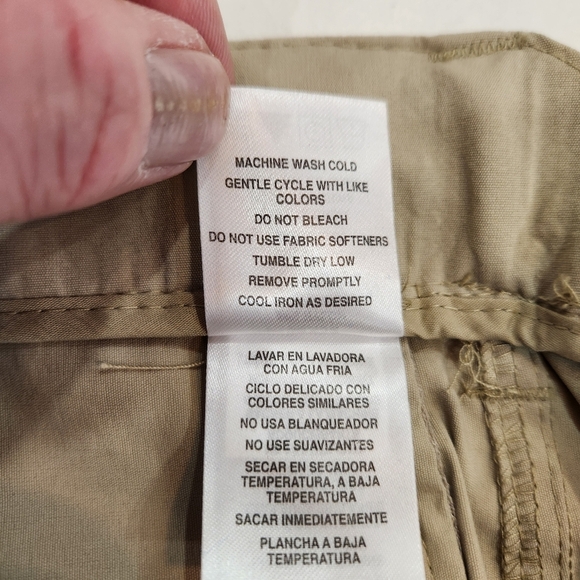 MACHINE WASH COLD
GENTLE CYCLE WITH LIKE
COLORS
DO NOT BLEACH
DO NOT USE FABRIC SOFTENERS
TUMBLE DRY LOW
REMOVE PROMPTLY
COOL IRON AS DESIRED
LAVAR EN LAVADORA
CON AGUA FRIA
CICLO DELICADO CON
COLORES SIMILARES
NO USA BLANQUEADOR
NO USE SUAVIZANTES
SECAR EN SECADORA
TEMPERATURA, A BAJA
TEMPERATURA
SACAR INMEDIATEMENTE
PLANCHA A BAJA
TEMPERATURA